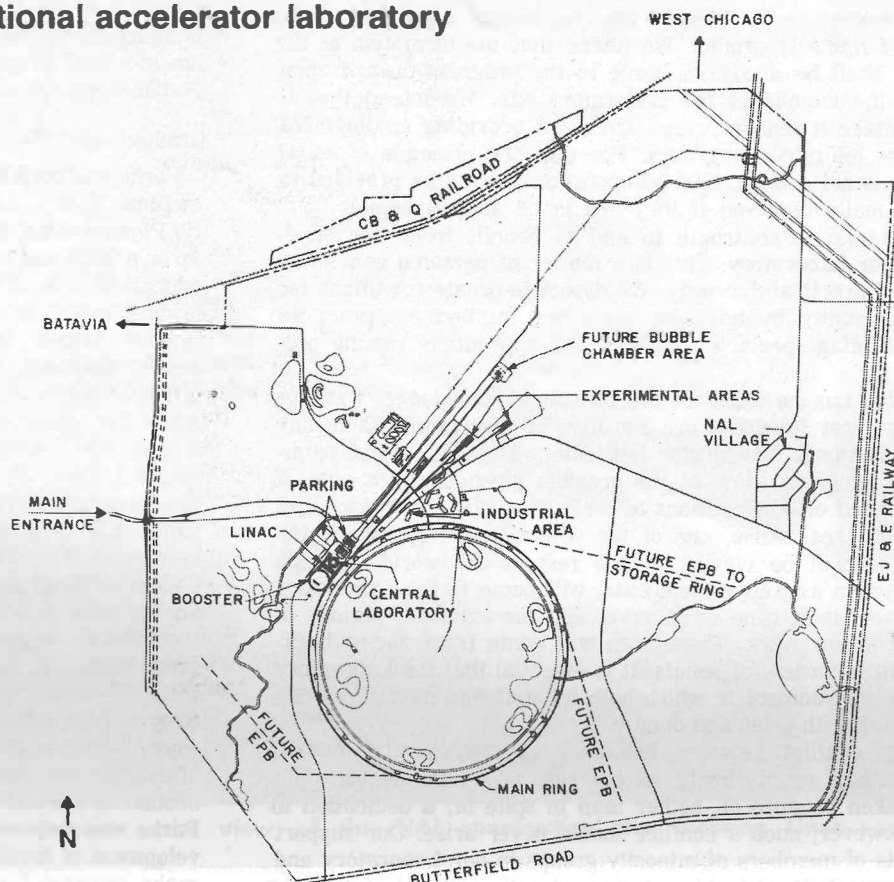 tional accelerator laboratory
WEST CHICAGO
CB & Q RAILROAD
BATAVIA
FUTURE BUBBLE
CHAMBER AREA
EXPERIMENTAL AREAS
NAL
VILLAGE
EJ & E RAILWAY
MAIN
ENTRANCE
PARKING
LINAC
INDUSTRIAL
AREA
FUTURE EPB TO
STORAGE RING
BOOSTER
CENTRAL
LABORATORY
FUTURE
EPB
FUTURE EPB
MAIN RING
N
BUTTERFIELD ROAD